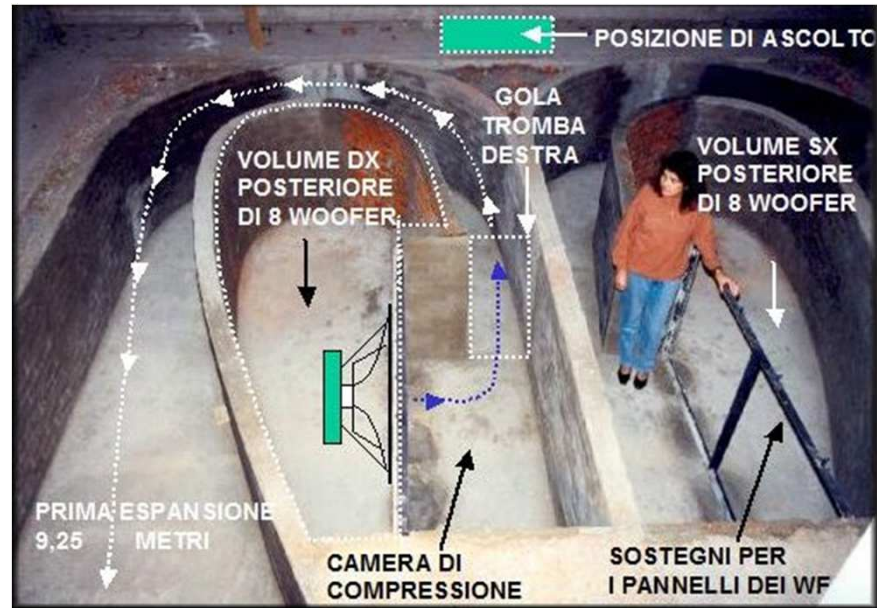 POSIZIONE DI ASCOLTO
GOLA
TROMBA
DESTRA
VOLUME DX
POSTERIORE
DI 8 WOOFER
VOLUME SX
POSTERIORE
DI 8 WOOFER
PRIMA ESPANSIONE
9,25 METRI
CAMERA DI
COMPRESSIONE
SOSTEGNI PER
I PANNELLI DEI WF